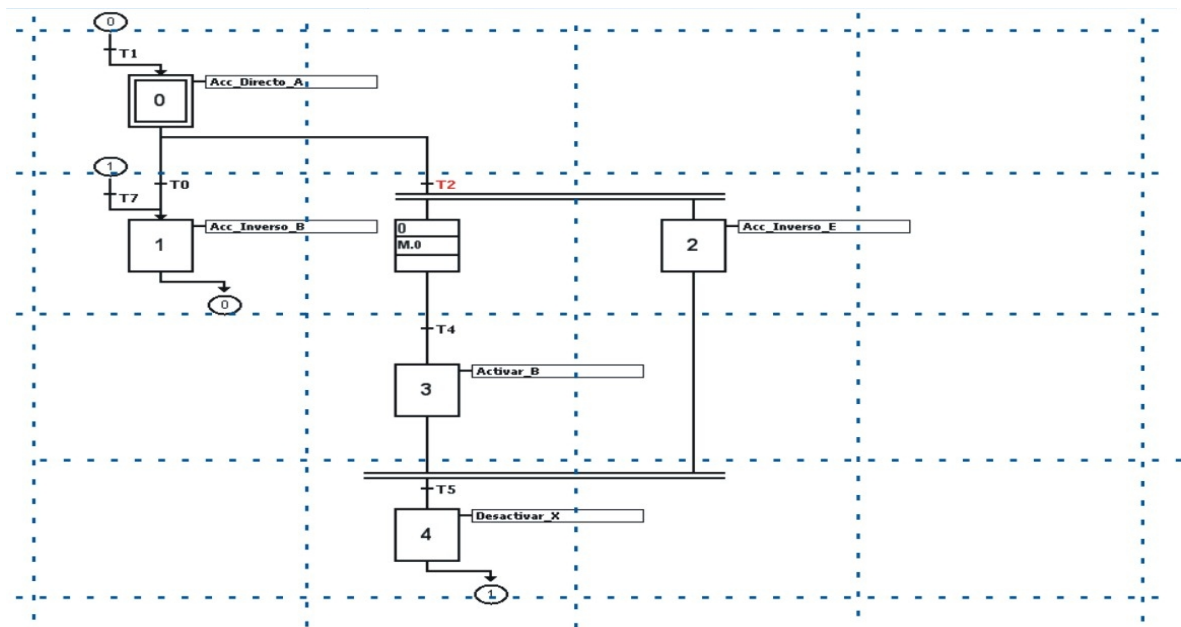 0
T1
Acc_Directo_A
0
1
T0
T2
T7
Acc_Inverso_B
1
0
M.0
Acc_Inverso_E
2
0
T4
Activar_B
3
T5
Desactivar_X
4
1